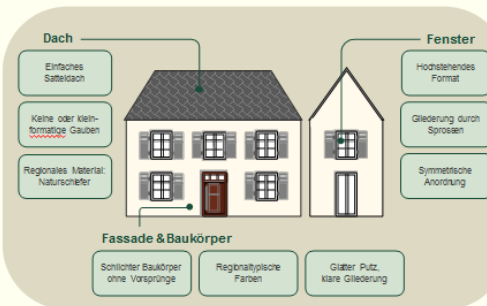 Dach
Einfaches
Satteldach
Keine oder klein-
formatige Gauben
Regionales Material:
Naturschiefer
Fenster
Hochstehendes
Format
Gliederung durch
Sprossen
Symmetrische
Anordnung
Fassade & Baukörper
Schlichter Baukörper
ohne Vorsprünge
Regionaltypische
Farben
Glatter Putz,
klare Gliederung